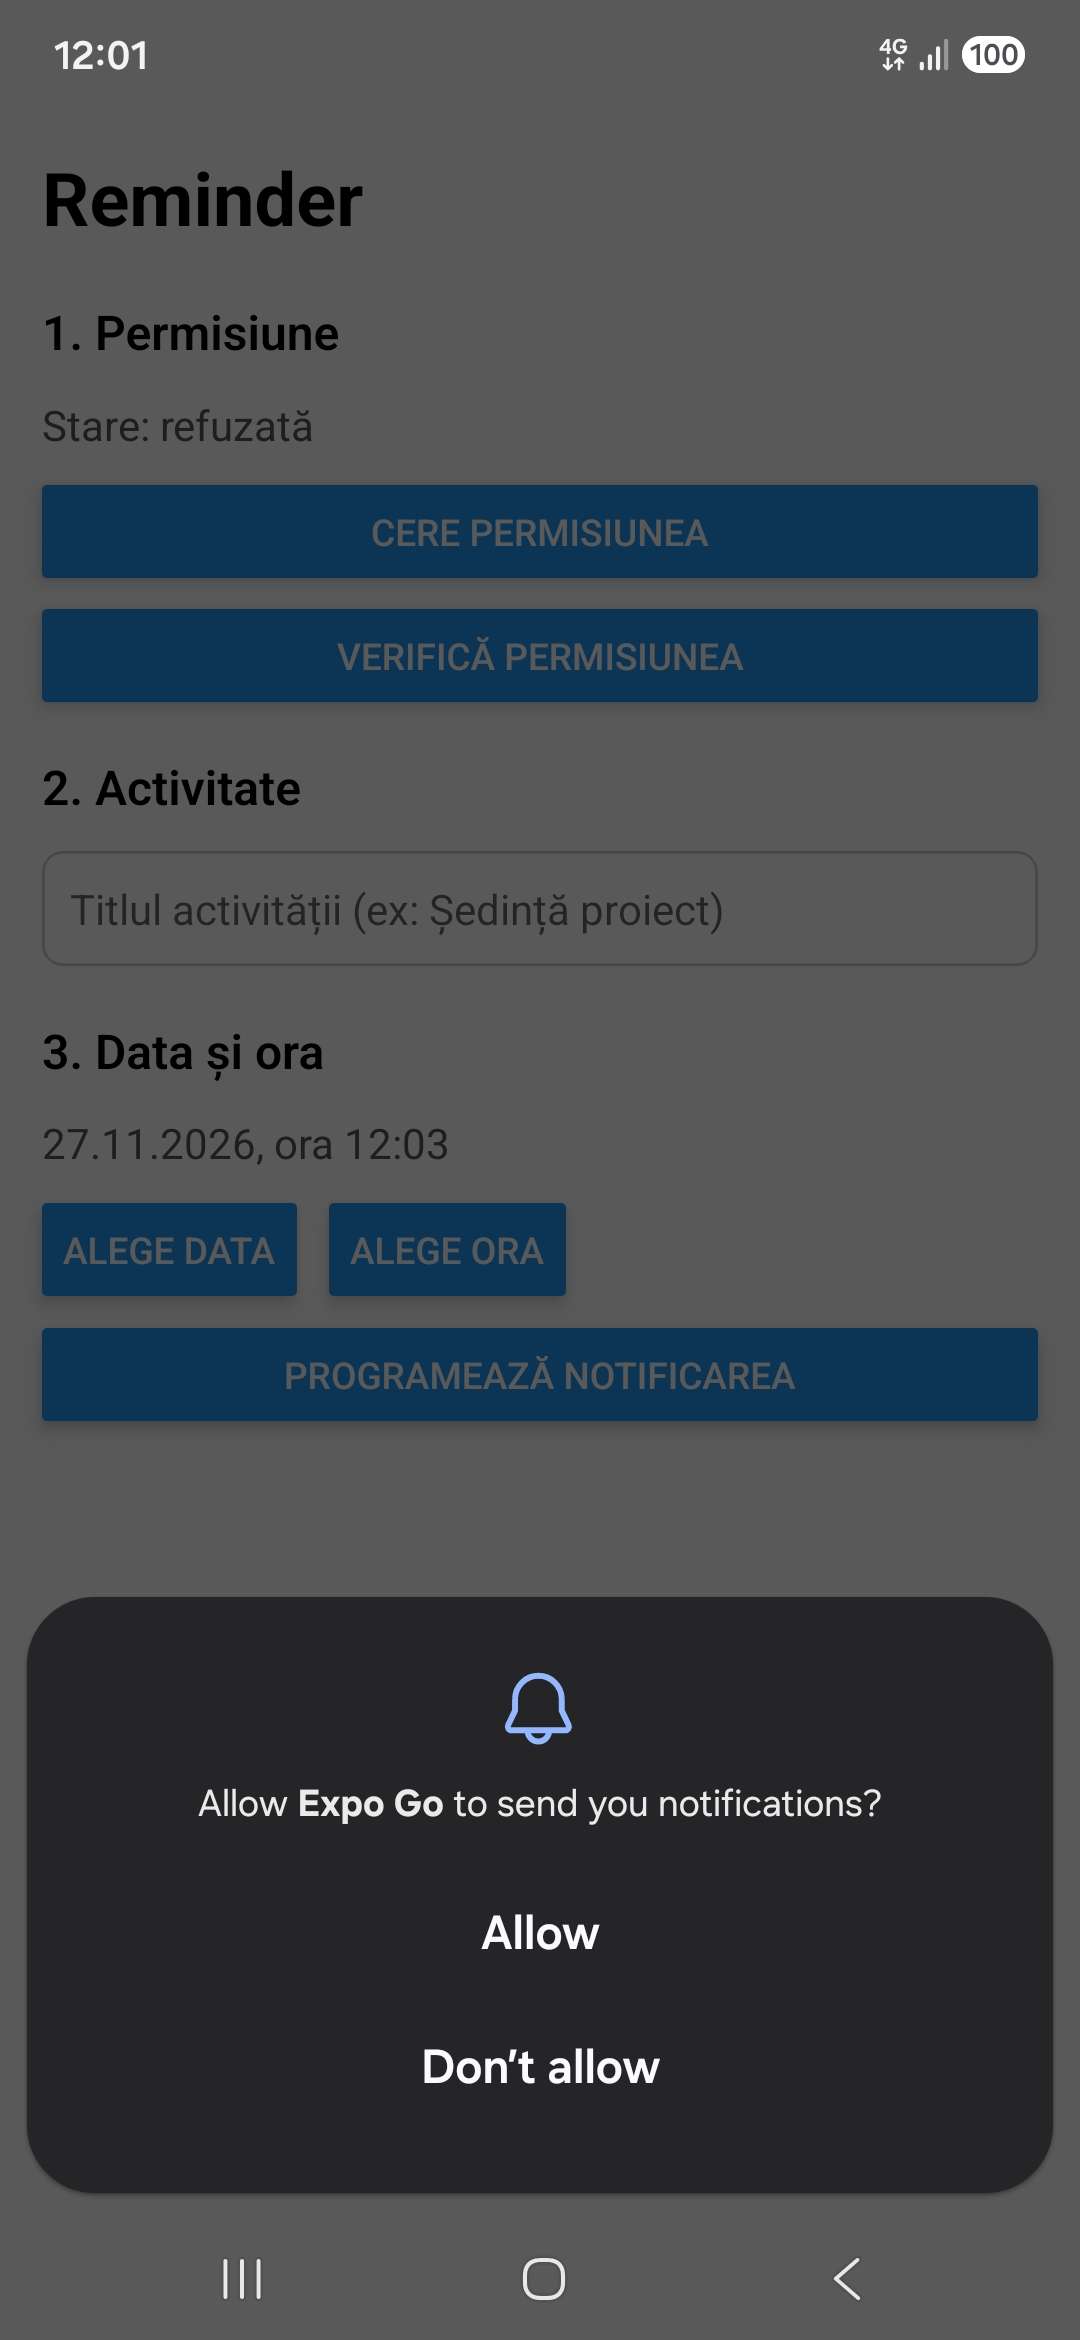 12:01
4G
100
Reminder
1. Permisiune
Stare: refuzată
CERE PERMISIUNEA
VERIFICĂ PERMISIUNEA
2. Activitate
Titlul activității (ex: Ședință proiect)
3. Data și ora
27.11.2026, ora 12:03
ALEGE DATA
ALEGE ORA
PROGRAMEAZĂ NOTIFICAREA
Allow Expo Go to send you notifications?
Allow
Don’t allow